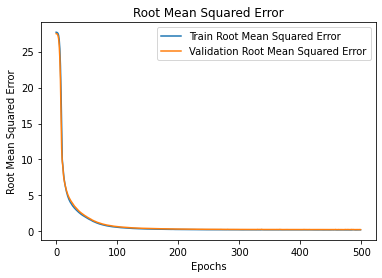 Root Mean Squared Error
Train Root Mean Squared Error
Validation Root Mean Squared Error
Root Mean Squared Error
25
20
15
10
5
0
0 100 200 300 400 500
Epochs